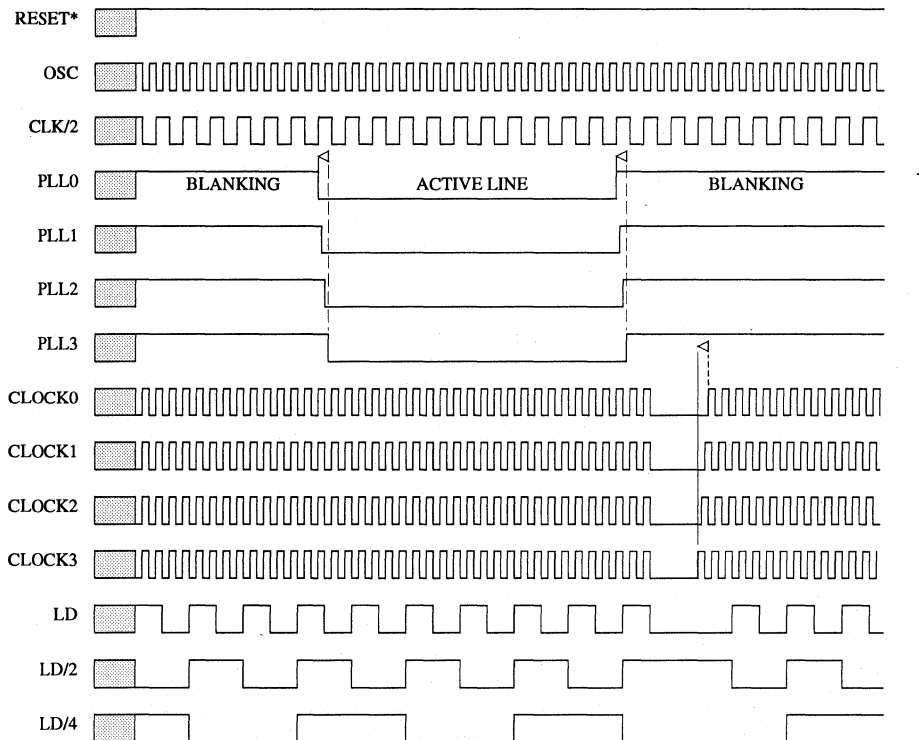 RESET*
OSC
CLK/2
PLL0
BLANKING ACTIVE LINE BLANKING
PLL1
PLL2
PLL3
CLOCK0
CLOCK1
CLOCK2
CLOCK3
LD
LD/2
LD/4